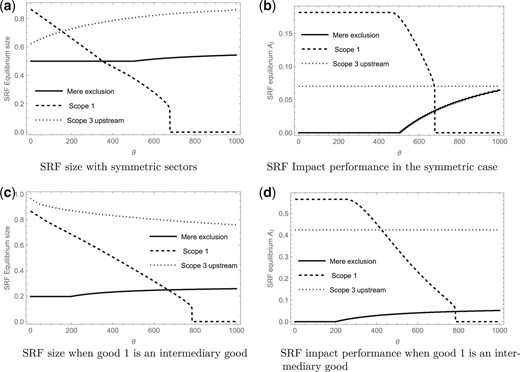 (a)
SRF Equilibrium size
0.8
0.6
0.4
0.2
0.0
Mere exclusion
Scope 1
Scope 3 upstream
0 200 400 600 800 1000
θ
SRF size with symmetric sectors
(b)
SRF equilibrium A_I
0.15
0.10
0.05
0.00
Mere exclusion
Scope 1
Scope 3 upstream
0 200 400 600 800 1000
θ
SRF Impact performance in the symmetric case
(c)
SRF Equilibrium size
1.0
0.8
0.6
0.4
0.2
0.0
Mere exclusion
Scope 1
Scope 3 upstream
0 200 400 600 800 1000
θ
SRF size when good 1 is an intermediary good
(d)
SRF equilibrium A_I
0.5
0.4
0.3
0.2
0.1
0.0
Mere exclusion
Scope 1
Scope 3 upstream
0 200 400 600 800 1000
θ
SRF impact performance when good 1 is an inter-
mediary good